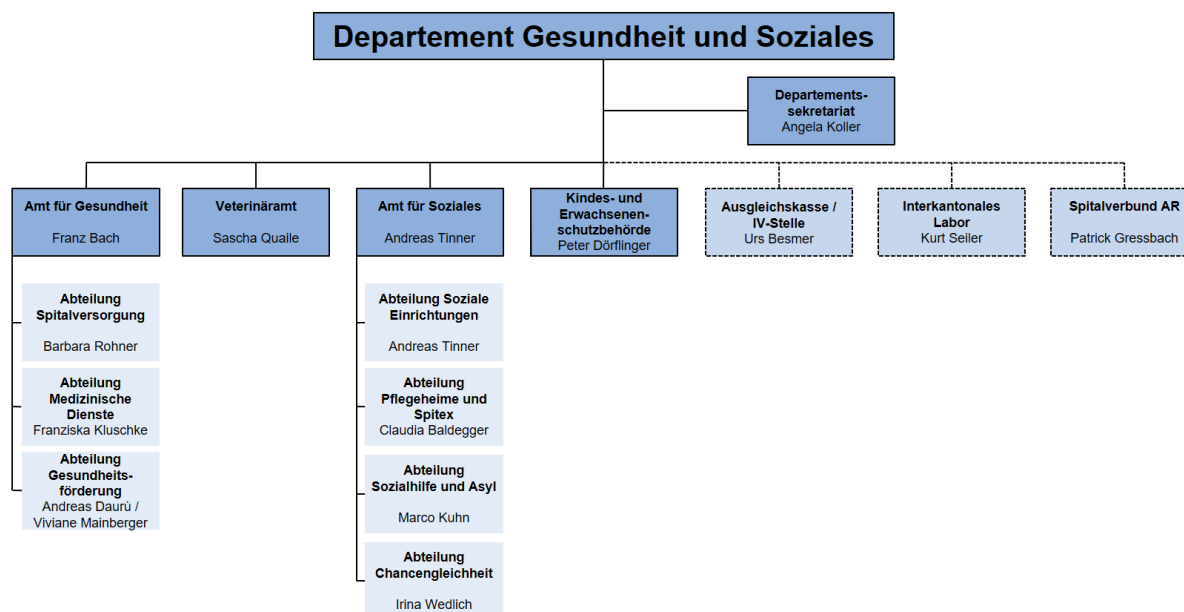 Departement Gesundheit und Soziales
Departements-
sekretariat
Angela Koller
Amt für Gesundheit
Franz Bach
Veterinäramt
Sascha Quaile
Amt für Soziales
Andreas Tinner
Kindes- und
Erwachsenen-
schutzbehörde
Peter Dörflinger
Ausgleichskasse /
IV-Stelle
Urs Besmer
Interkantonales
Labor
Kurt Seiler
Spitalverbund AR
Patrick Gressbach
Abteilung
Spitalversorgung
Barbara Rohner
Abteilung
Medizinische
Dienste
Franziska Kluschke
Abteilung
Gesundheits-
förderung
Andreas Daurù /
Viviane Mainberger
Abteilung Soziale
Einrichtungen
Andreas Tinner
Abteilung
Pflegeheime und
Spitex
Claudia Baldegger
Abteilung
Sozialhilfe und Asyl
Marco Kuhn
Abteilung
Chancengleichheit
Irina Wedlich